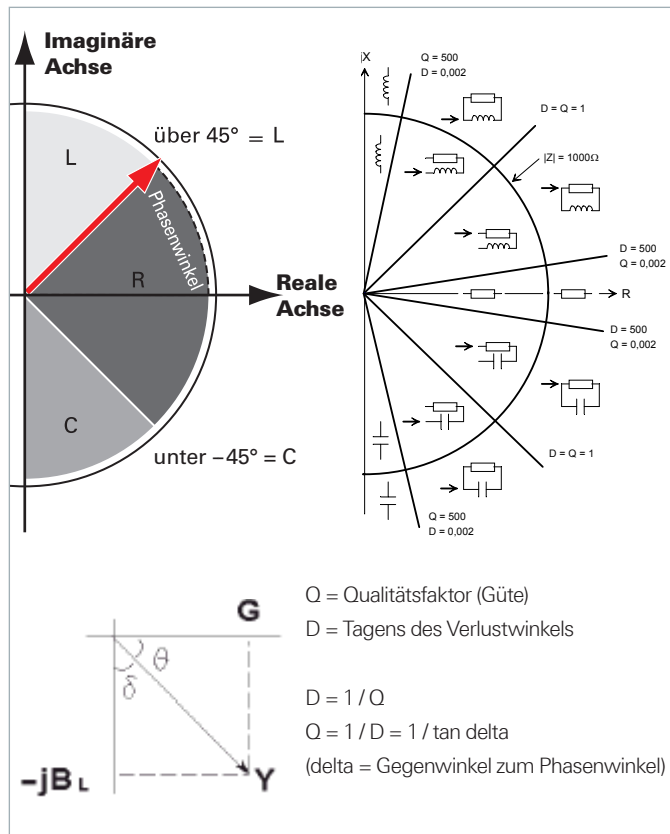 Imaginäre
Achse
über 45° = L
L
Phasenwinkel
R
Reale
Achse
C
unter –45° = C
jX
Q = 500
D = 0,002
D = Q = 1
|Z| = 1000Ω
D = 500
Q = 0,002
R
D = 500
Q = 0,002
D = Q = 1
Q = 500
D = 0,002
G
θ
δ
–jB L
Y
Q = Qualitätsfaktor (Güte)
D = Tagens des Verlustwinkels
D = 1 / Q
Q = 1 / D = 1 / tan delta
(delta = Gegenwinkel zum Phasenwinkel)